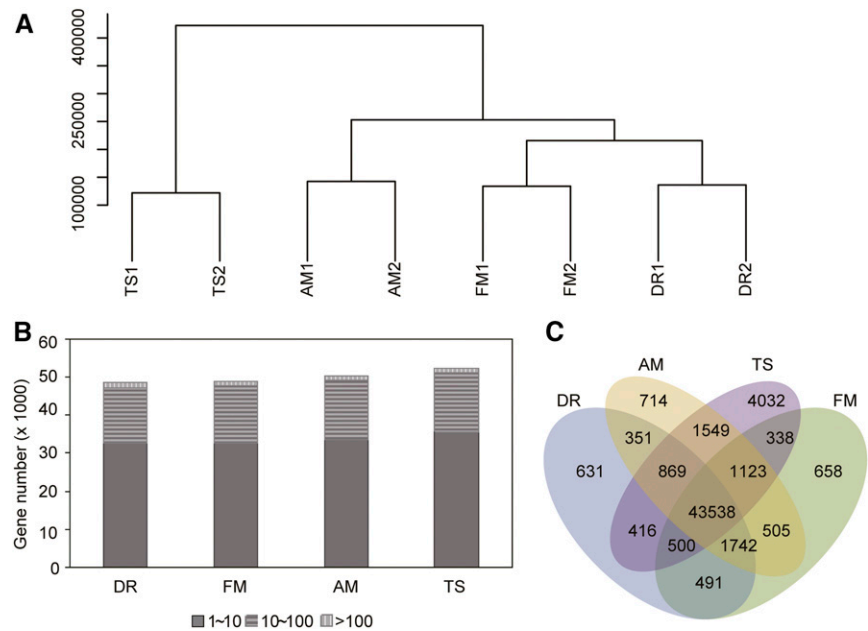 A
400000
250000
100000
TS1
TS2
AM1
AM2
FM1
FM2
DR1
DR2
B
Gene number (x 1000)
60
50
40
30
20
10
0
DR
FM
AM
TS
1~10
10~100
>100
C
AM
TS
DR
FM
714
4032
351
1549
338
631
869
1123
658
43538
416
500
1742
505
491